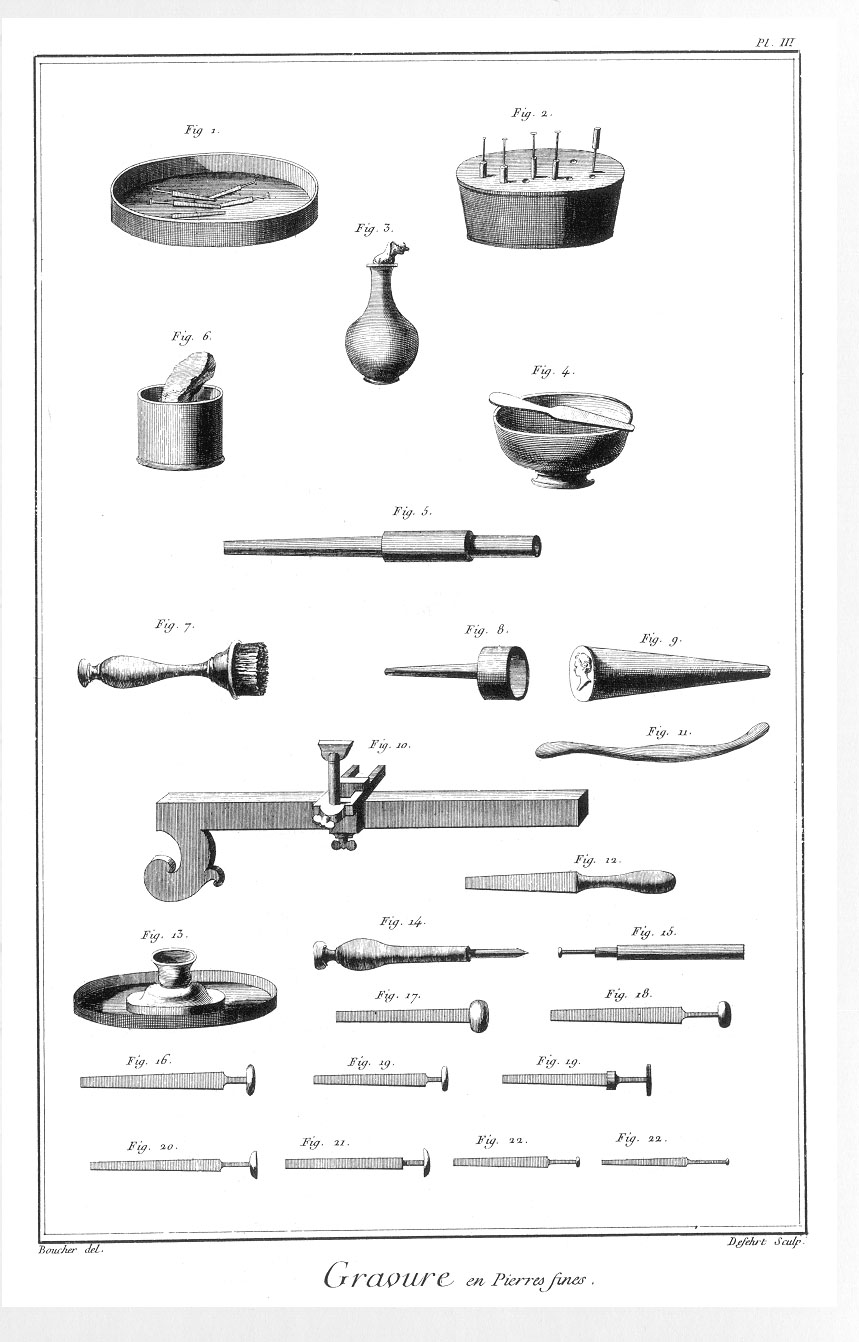 Pl. III
Fig 1.
Fig. 2.
Fig. 3.
Fig. 6.
Fig. 4.
Fig. 5.
Fig. 7.
Fig. 8.
Fig. 9.
Fig. 10.
Fig. 11.
Fig. 12.
Fig. 13.
Fig. 14.
Fig. 15.
Fig. 17.
Fig. 18.
Fig. 16.
Fig. 19.
Fig. 19.
Fig. 20.
Fig. 21.
Fig. 22.
Fig. 22.
Boucher del.
Defehrt Sculp.
Gravure en Pierres fines.